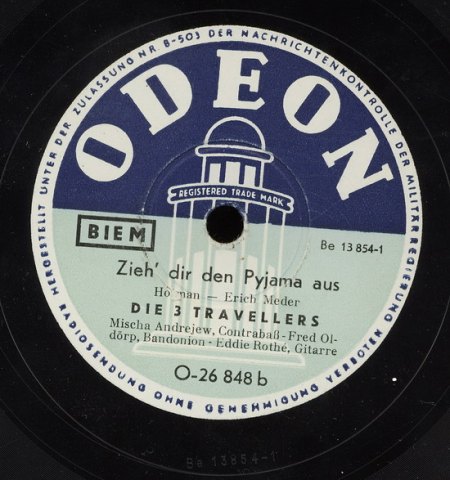 HERGESTELLT UNTER DER ZULASSUNG NR B-503 DER NACHRICHTENKONTROLLE DER MILITÄRREGIERUNG
ODEON
REGISTERED TRADE MARK
BIEM
Be 13 854-1
Zieh' dir den Pyjama aus
Hofman — Erich Meder
DIE 3 TRAVELLERS
Mischa Andrejew, Contrabaß - Fred Ol-
dörp, Bandonion - Eddie Rothé, Gitarre
O-26 848 b
RADIOSENDUNG OHNE GENEHMIGUNG VERBOTEN
Be 13854-1